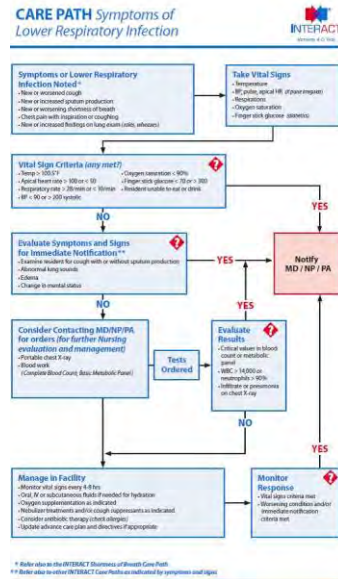 CARE PATH Symptoms of
Lower Respiratory Infection
INTERACT
Symptoms or Lower Respiratory
Infection Noted *
• New or worsened cough
• New or increased sputum production
• New or worsening shortness of breath
• Chest pain with inspiration or coughing
• New or increased findings on lung exam (rales, wheezes)
Take Vital Signs
• Temperature
• BP, pulse, apical HR (if pulse irregular)
• Respirations
• Oxygen saturation
• Finger stick glucose (diabetics)
Vital Sign Criteria (any met?)
• Temp > 100.5°F
• Apical heart rate > 100 or < 50
• Respiratory rate > 28/min or < 10/min
• BP < 90 or > 200 systolic
• Oxygen saturation < 90%
• Finger stick glucose < 70 or > 300
• Resident unable to eat or drink
NO
YES
Evaluate Symptoms and Signs
for Immediate Notification**
• Examine resident for cough with or without sputum production
• Abnormal lung sounds
• Edema
• Change in mental status
YES
Notify
MD / NP / PA
NO
YES
Consider Contacting MD/NP/PA
for orders (for further Nursing
evaluation and management)
• Portable chest X-ray
• Blood work
(Complete Blood Count, Basic Metabolic Panel)
Tests
Ordered
Evaluate
Results
• Critical values in blood
count or metabolic
panel
• WBC > 14,000 or
neutrophils > 90%
• Infiltrate or pneumonia
on chest X-ray
NO
YES
Manage in Facility
• Monitor vital signs every 4-8 hrs
• Oral, IV or subcutaneous fluids if needed for hydration
• Oxygen supplementation as indicated
• Nebulizer treatments and/or cough suppressants as indicated
• Consider antibiotic therapy (check allergies)
• Update advance care plan and directives if appropriate
Monitor
Response
• Vital signs criteria met
• Worsening condition and/or
immediate notification
criteria met
* Refer also to the INTERACT Shortness of Breath Care Path
** Refer also to other INTERACT Care Paths as indicated by symptoms and signs